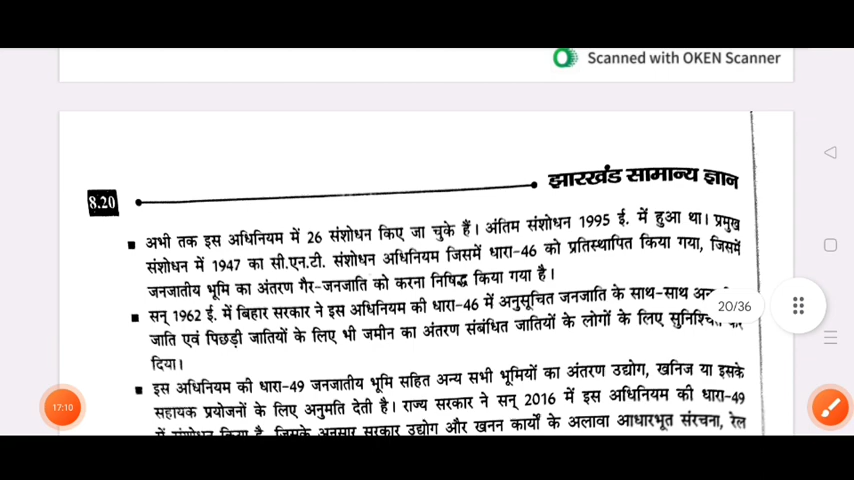 Scanned with OKEN Scanner
झारखंड सामान्य ज्ञान
8.20
■ अभी तक इस अधिनियम में 26 संशोधन किए जा चुके हैं। अंतिम संशोधन 1995 ई. में हुआ था। प्रमुख
संशोधन में 1947 का सी.एन.टी. संशोधन अधिनियम जिसमें धारा-46 को प्रतिस्थापित किया गया, जिसमें
जनजातीय भूमि का अंतरण गैर-जनजाति को करना निषिद्ध किया गया है।
■ सन् 1962 ई. में बिहार सरकार ने इस अधिनियम की धारा-46 में अनुसूचित जनजाति के साथ-साथ
20/36
जाति एवं पिछड़ी जातियों के लिए भी जमीन का अंतरण संबंधित जातियों के लोगों के लिए
दिया।
■ इस अधिनियम की धारा-49 जनजातीय भूमि सहित अन्य सभी भूमियों का अंतरण उद्योग, खनिज या इसके
17:10
सहायक प्रयोजनों के लिए अनुमति देती है। राज्य सरकार ने सन् 2016 में इस अधिनियम की धारा-49
में संशोधन किया है, जिसके अनुसार सरकार उद्योग और खनन कार्यों के अलावा आधारभूत संरचना, रेल